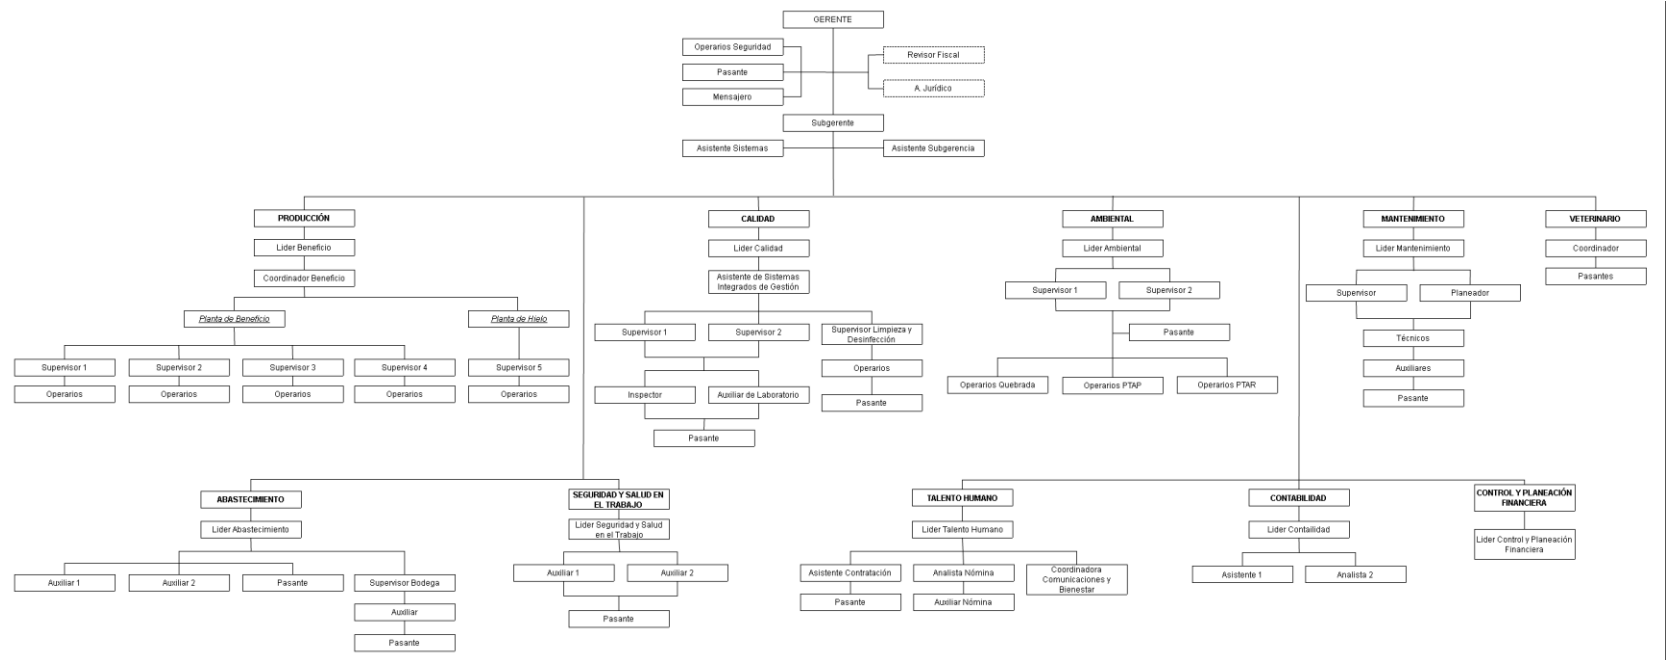 GERENTE
Operarios Seguridad
Revisor Fiscal
Pasante
A. Jurídico
Mensajero
Subgerente
Asistente Sistemas
Asistente Subgerencia
PRODUCCIÓN
Lider Beneficio
Coordinador Beneficio
Planta de Beneficio
Planta de Hielo
Supervisor 1
Supervisor 2
Supervisor 3
Supervisor 4
Supervisor 5
Operarios
Operarios
Operarios
Operarios
Operarios
CALIDAD
Lider Calidad
Asistente de Sistemas
Integrados de Gestión
Supervisor 1
Supervisor 2
Supervisor Limpieza y
Desinfección
Operarios
Pasante
Inspector
Auxiliar de Laboratorio
Pasante
AMBIENTAL
Lider Ambiental
Supervisor 1
Supervisor 2
Pasante
Operarios Quebrada
Operarios PTAP
Operarios PTAR
MANTENIMIENTO
Lider Mantenimiento
Supervisor
Planeador
Técnicos
Auxiliares
Pasante
VETERINARIO
Coordinador
Pasantes
ABASTECIMIENTO
Lider Abastecimiento
Auxiliar 1
Auxiliar 2
Pasante
Supervisor Bodega
Auxiliar
Pasante
SEGURIDAD Y SALUD EN
EL TRABAJO
Lider Seguridad y Salud
en el Trabajo
Auxiliar 1
Auxiliar 2
Pasante
TALENTO HUMANO
Lider Talento Humano
Asistente Contratación
Analista Nómina
Coordinadora
Comunicaciones y
Bienestar
Pasante
Auxiliar Nómina
CONTABILIDAD
Lider Contailidad
Asistente 1
Analista 2
CONTROL Y PLANEACIÓN
FINANCIERA
Lider Control y Planeación
Financiera